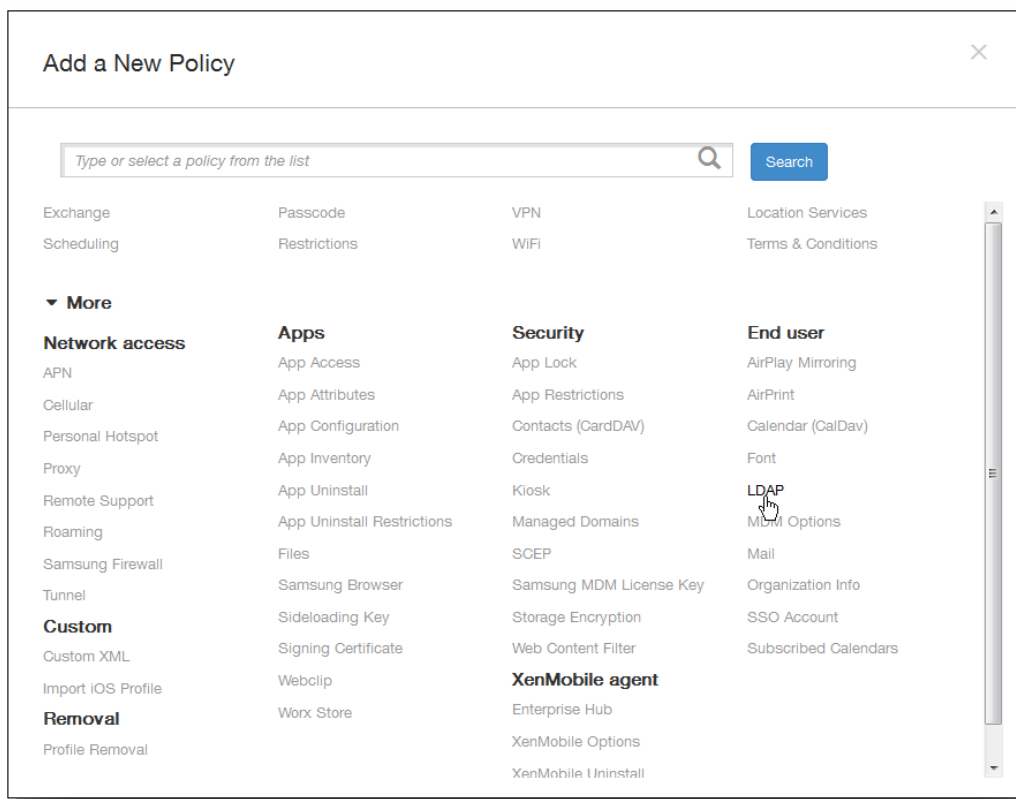 Add a New Policy
Type or select a policy from the list
Search
Exchange
Passcode
VPN
Location Services
Scheduling
Restrictions
WiFi
Terms & Conditions
More
Network access
APN
Cellular
Personal Hotspot
Proxy
Remote Support
Roaming
Samsung Firewall
Tunnel
Custom
Custom XML
Import iOS Profile
Removal
Profile Removal
Apps
App Access
App Attributes
App Configuration
App Inventory
App Uninstall
App Uninstall Restrictions
Files
Samsung Browser
Sideloading Key
Signing Certificate
Webclip
Worx Store
Security
App Lock
App Restrictions
Contacts (CardDAV)
Credentials
Kiosk
Managed Domains
SCEP
Samsung MDM License Key
Storage Encryption
Web Content Filter
XenMobile agent
Enterprise Hub
XenMobile Options
XenMobile Uninstall
End user
AirPlay Mirroring
AirPrint
Calendar (CalDav)
Font
LDAP
MDM Options
Mail
Organization Info
SSO Account
Subscribed Calendars